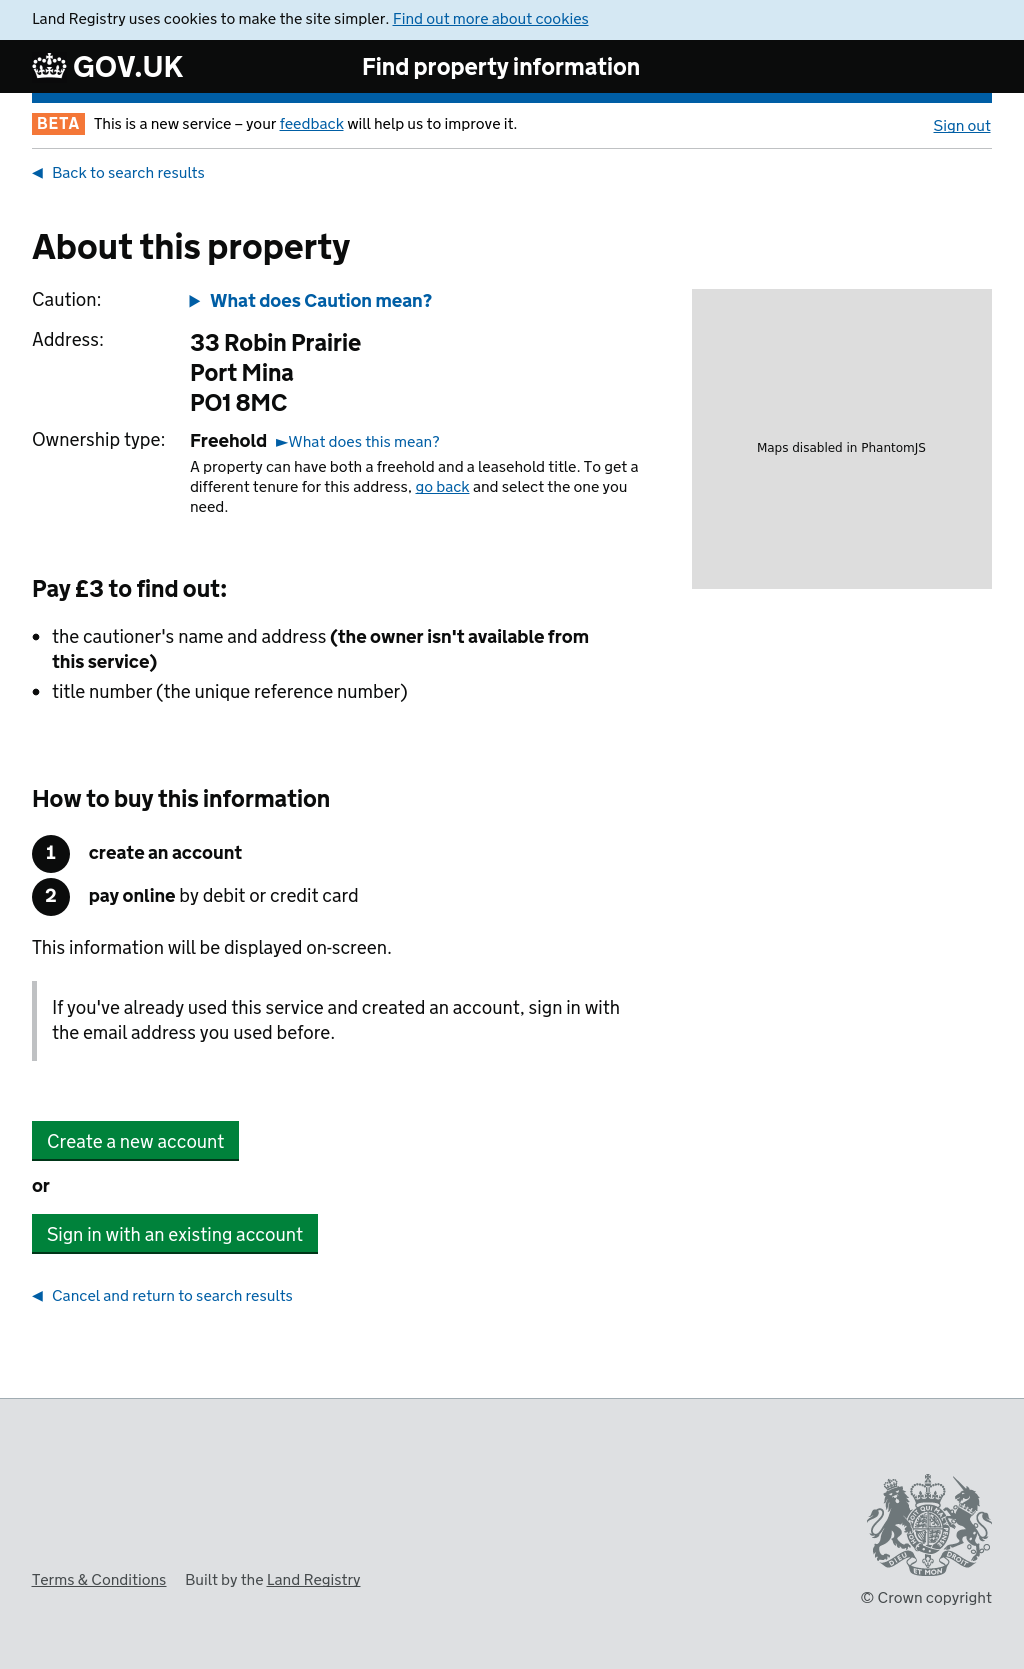 Land Registry uses cookies to make the site simpler. Find out more about cookies
GOV.UK
Find property information
BETA This is a new service – your feedback will help us to improve it.
Sign out
◀ Back to search results
About this property
Caution:
▶ What does Caution mean?
Address:
33 Robin Prairie
Port Mina
PO1 8MC
Ownership type:
Freehold ►What does this mean?
A property can have both a freehold and a leasehold title. To get a
different tenure for this address, go back and select the one you
need.
Maps disabled in PhantomJS
Pay £3 to find out:
• the cautioner's name and address (the owner isn't available from
this service)
• title number (the unique reference number)
How to buy this information
1 create an account
2 pay online by debit or credit card
This information will be displayed on-screen.
If you've already used this service and created an account, sign in with
the email address you used before.
Create a new account
or
Sign in with an existing account
◀ Cancel and return to search results
DIEU ET MON DROIT
Terms & Conditions Built by the Land Registry
© Crown copyright